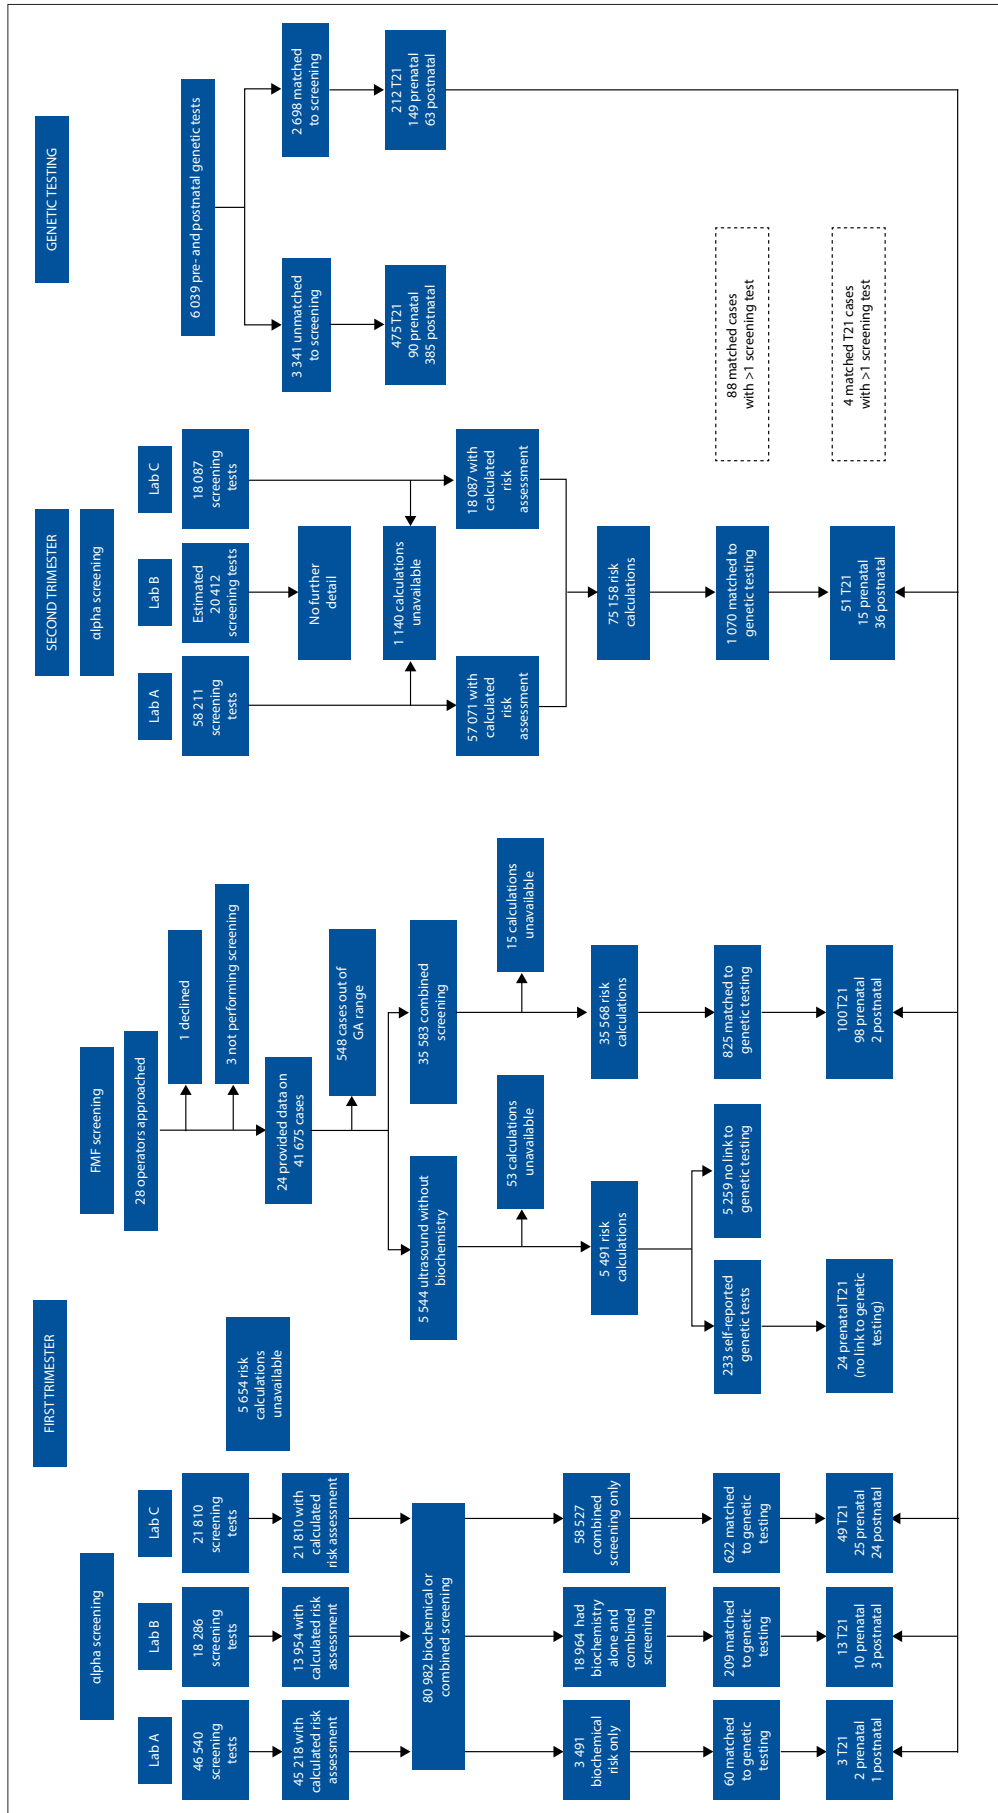 FIRST TRIMESTER
αlpha screening
Lab A
46 540
screening
tests
45 218 with
calculated risk
assessment
Lab B
18 286
screening
tests
13 954 with
calculated risk
assessment
Lab C
21 810
screening
tests
21 810 with
calculated
risk assessment
5 654 risk
calculations
unavailable
80 982 biochemical or
combined screening
3 491
biochemical
risk only
60 matched
to genetic
testing
3 T21
2 prenatal
1 postnatal
18 964 had
biochemistry
alone and
combined
screening
209 matched
to genetic
testing
13 T21
10 prenatal
3 postnatal
58 527
combined
screening only
622 matched
to genetic
testing
49 T21
25 prenatal
24 postnatal
FMF screening
28 operators approached
1 declined
3 not performing screening
24 provided data on
41 675 cases
548 cases out of
GA range
5 544 ultrasound without
biochemistry
53 calculations
unavailable
5 491 risk
calculations
233 self-reported
genetic tests
24 prenatal T21
(no link to genetic
testing)
5 259 no link to
genetic testing
35 583 combined
screening
15 calculations
unavailable
35 568 risk
calculations
825 matched to
genetic testing
100 T21
98 prenatal
2 postnatal
SECOND TRIMESTER
αlpha screening
Lab A
58 211
screening
tests
Lab B
Estimated
20 412
screening tests
No further
detail
Lab C
18 087
screening
tests
1 140 calculations
unavailable
57 071 with
calculated
risk
assessment
18 087 with
calculated
risk
assessment
75 158 risk
calculations
1 070 matched to
genetic testing
51 T21
15 prenatal
36 postnatal
GENETIC TESTING
6 039 pre- and postnatal genetic tests
3 341 unmatched
to screening
475 T21
90 prenatal
385 postnatal
2 698 matched
to screening
212 T21
149 prenatal
63 postnatal
88 matched cases
with >1 screening test
4 matched T21 cases
with >1 screening test